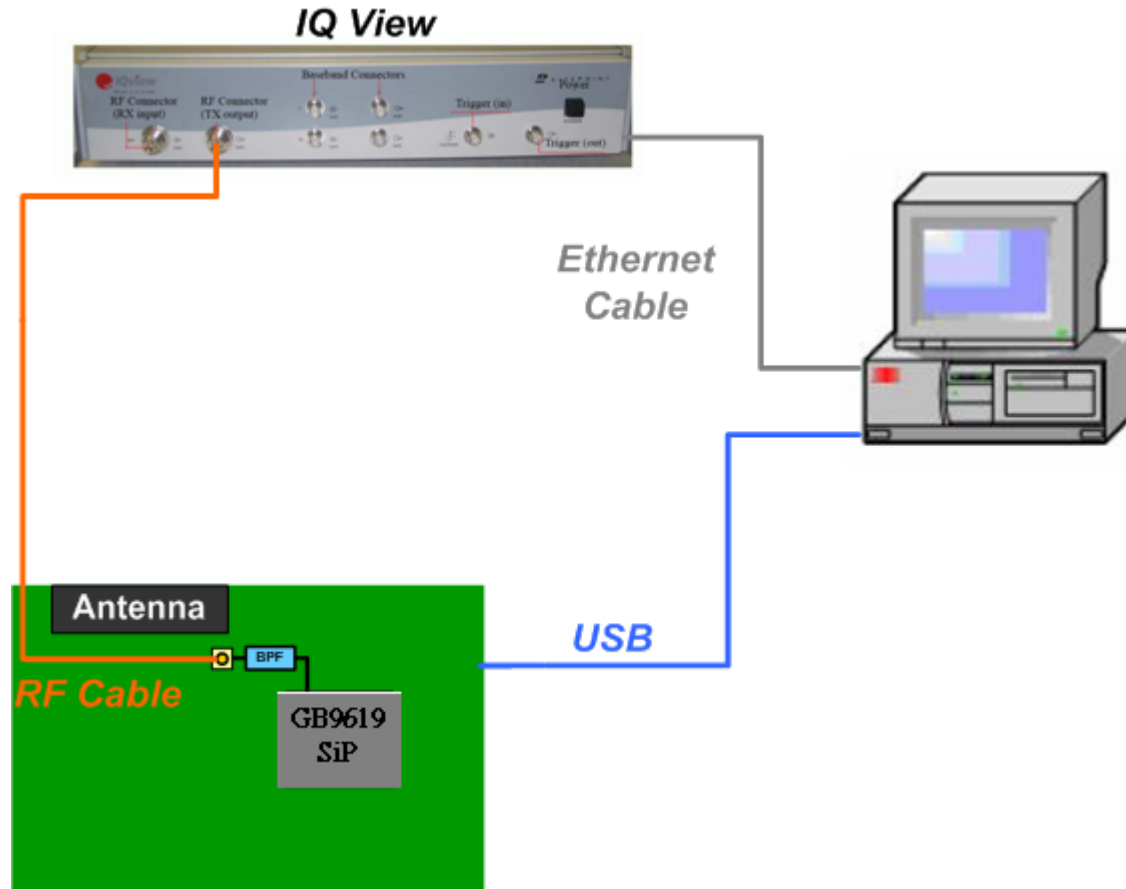 IQ View
IQview
Baseband Connectors
Power
RF Connector
(RX input)
RF Connector
(TX output)
Trigger (in)
Trigger (out)
Ethernet
Cable
Antenna
BPF
USB
RF Cable
GB9619
SiP